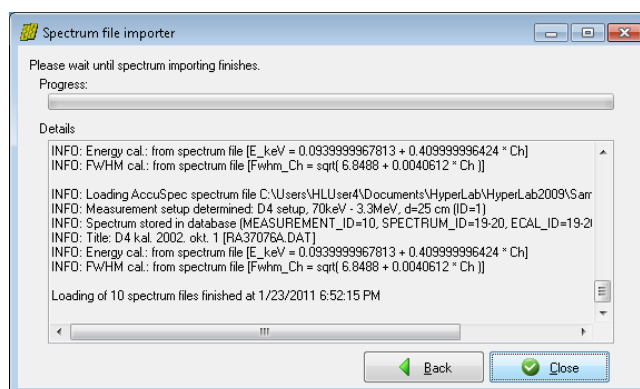 Spectrum file importer
Please wait until spectrum importing finishes.
Progress:
Details
INFO: Energy cal.: from spectrum file [E_keV = 0.0939999967813 + 0.409999996424 * Ch]
INFO: FWHM cal.: from spectrum file [Fwhm_Ch = sqrt( 6.8488 + 0.0040612 * Ch )]
INFO: Loading AccuSpec spectrum file C:\Users\HLUser4\Documents\HyperLab\HyperLab2009\Sam
INFO: Measurement setup determined: D4 setup, 70keV - 3.3MeV, d=25 cm (ID=1)
INFO: Spectrum stored in database (MEASUREMENT_ID=10, SPECTRUM_ID=19-20, ECAL_ID=19-20
INFO: Title: D4 kal. 2002. okt. 1 [RA37076A.DAT]
INFO: Energy cal.: from spectrum file [E_keV = 0.0939999967813 + 0.409999996424 * Ch]
INFO: FWHM cal.: from spectrum file [Fwhm_Ch = sqrt( 6.8488 + 0.0040612 * Ch )]
Loading of 10 spectrum files finished at 1/23/2011 6:52:15 PM
Back
Close